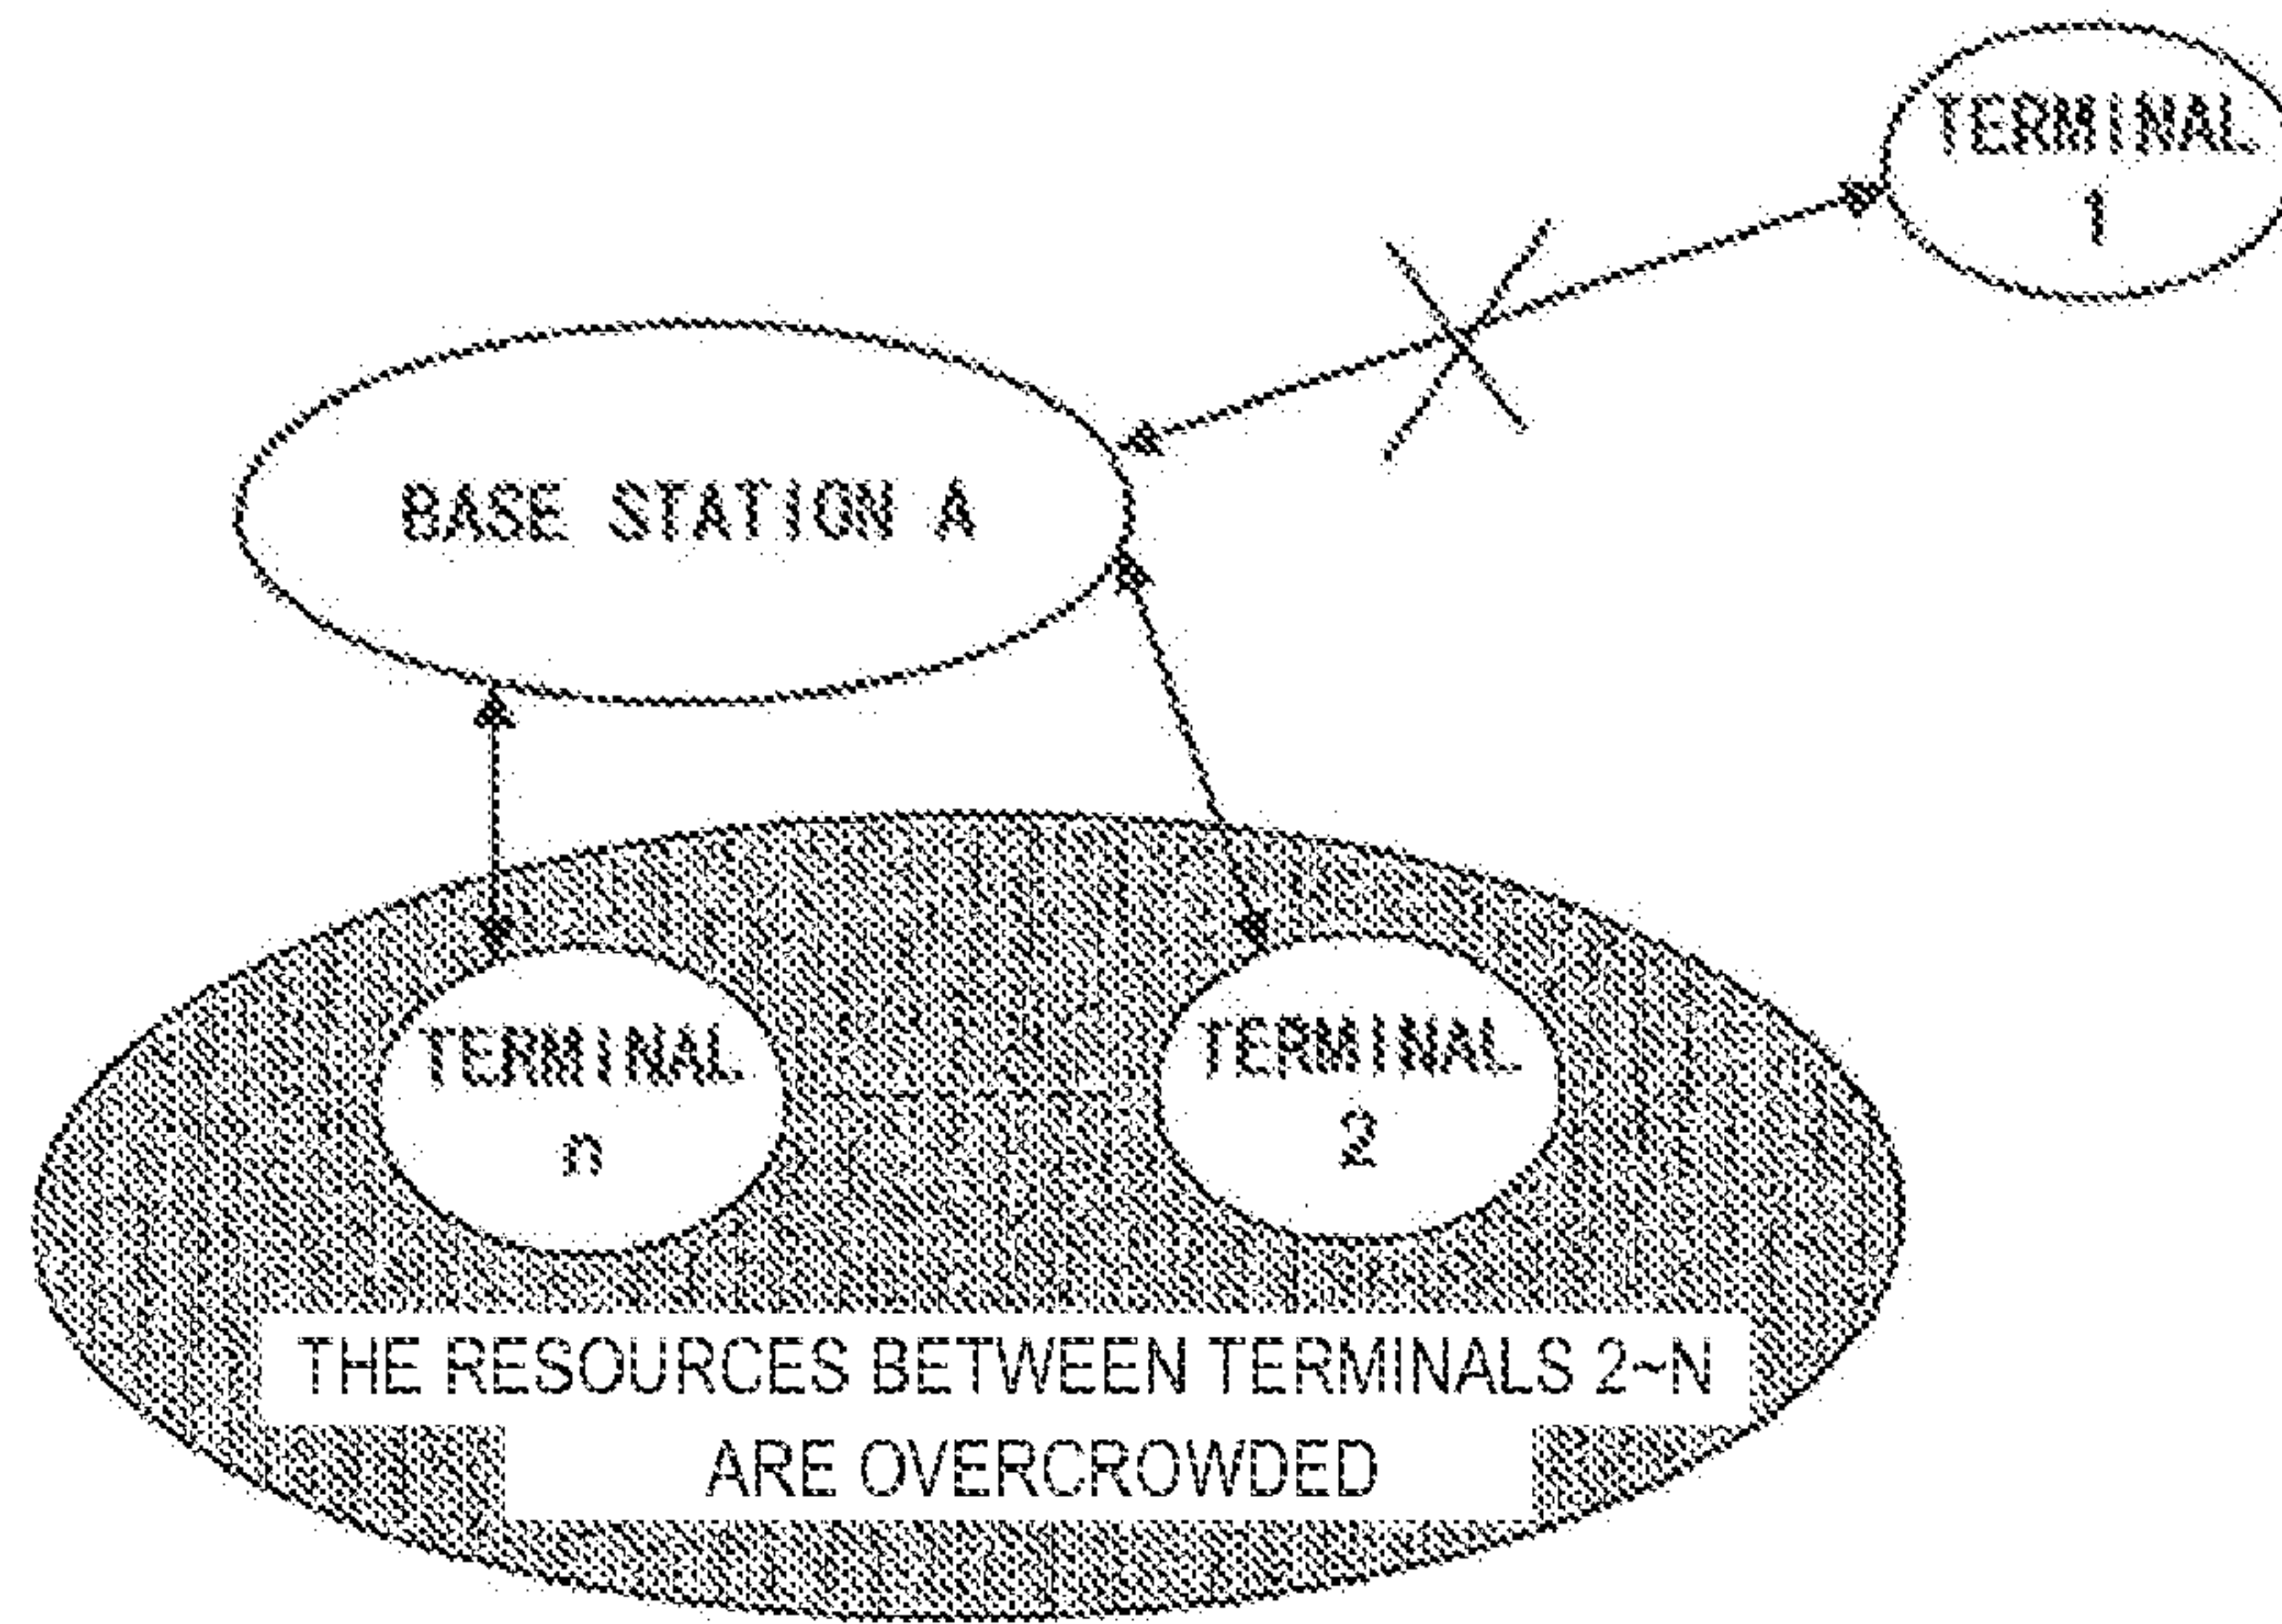 TERMINAL
1
BASE STATION A
TERMINAL
n
TERMINAL
2
THE RESOURCES BETWEEN TERMINALS 2~N
ARE OVERCROWDED